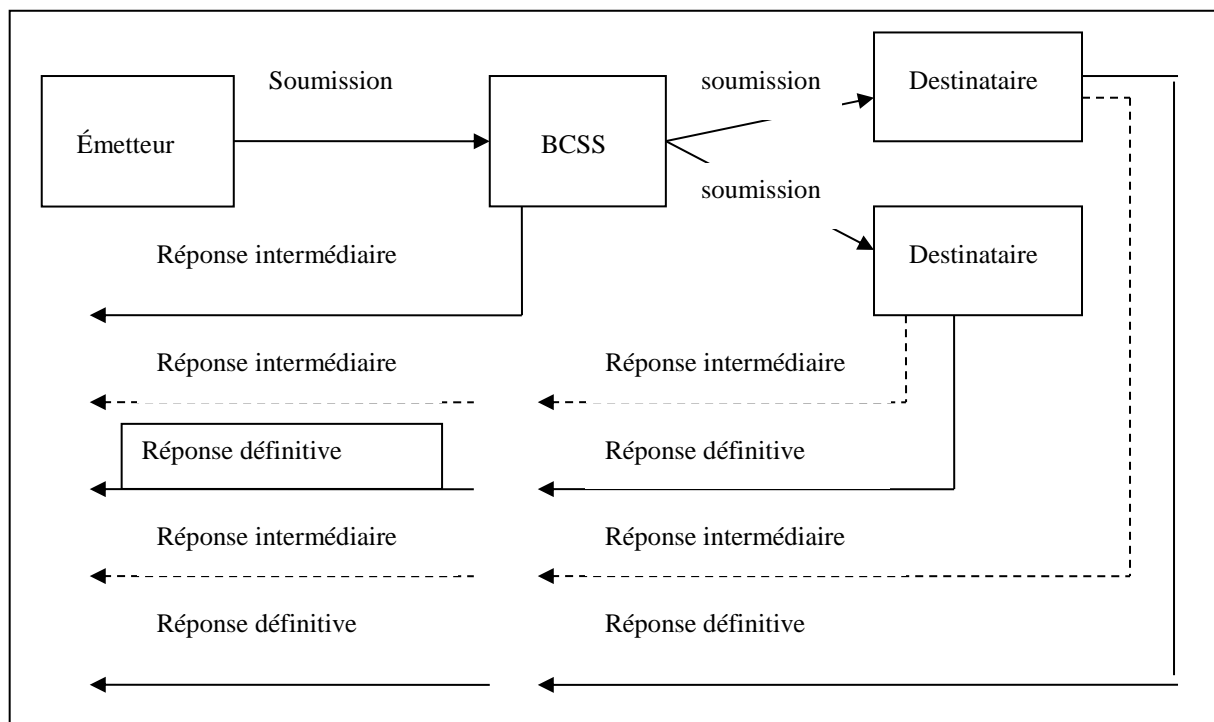 Soumission
soumission
Destinataire
Émetteur
BCSS
soumission
Réponse intermédiaire
Destinataire
Réponse intermédiaire
Réponse intermédiaire
Réponse définitive
Réponse définitive
Réponse intermédiaire
Réponse intermédiaire
Réponse définitive
Réponse définitive